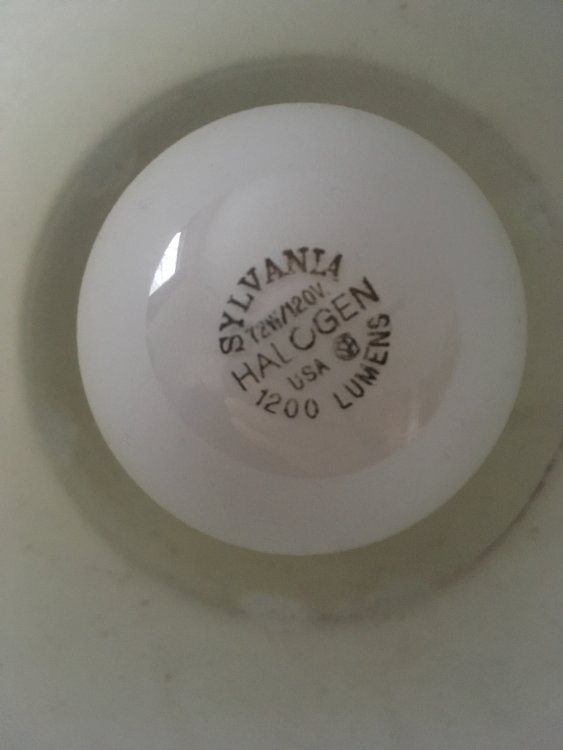 SYLVANIA
72W/120V.
HALOGEN
USA
1200 LUMENS